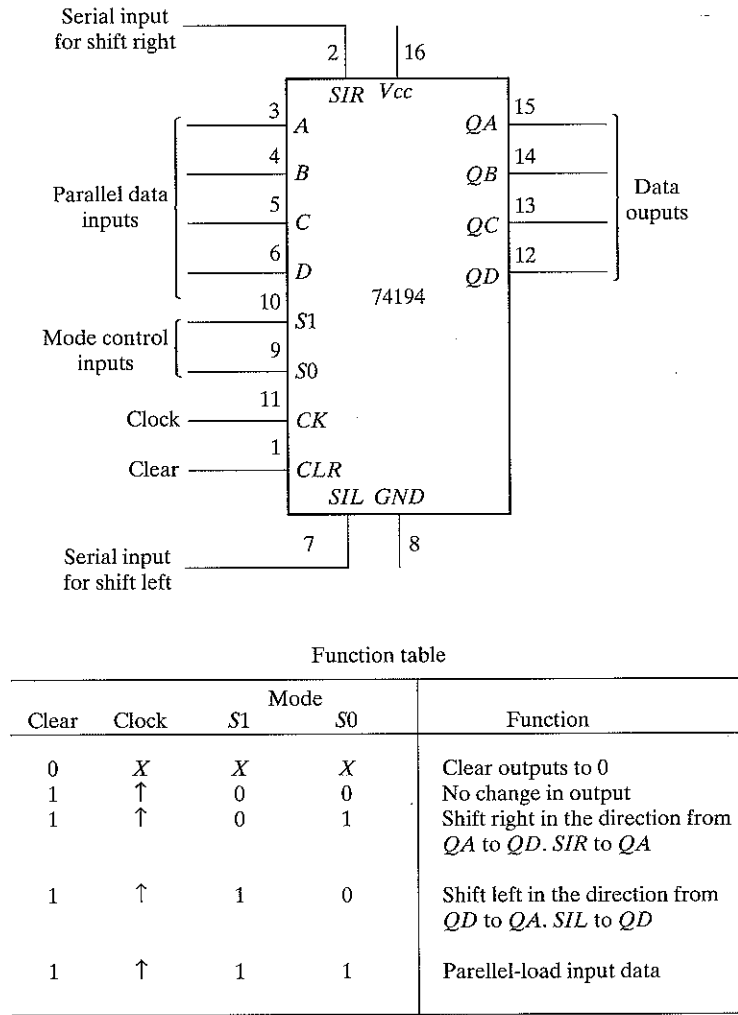 Serial input
for shift right
2
16
SIR Vcc
3
A
QA
15
4
B
QB
14
Parallel data
inputs
5
C
QC
13
Data
ouputs
6
D
QD
12
74194
10
S1
Mode control
inputs
9
S0
11
Clock
CK
1
Clear
CLR
SIL GND
7
8
Serial input
for shift left
Function table
Mode
Clear Clock S1 S0 Function
0 X X X Clear outputs to 0
1 ↑ 0 0 No change in output
1 ↑ 0 1 Shift right in the direction from
QA to QD. SIR to QA
1 ↑ 1 0 Shift left in the direction from
QD to QA. SIL to QD
1 ↑ 1 1 Parellel-load input data